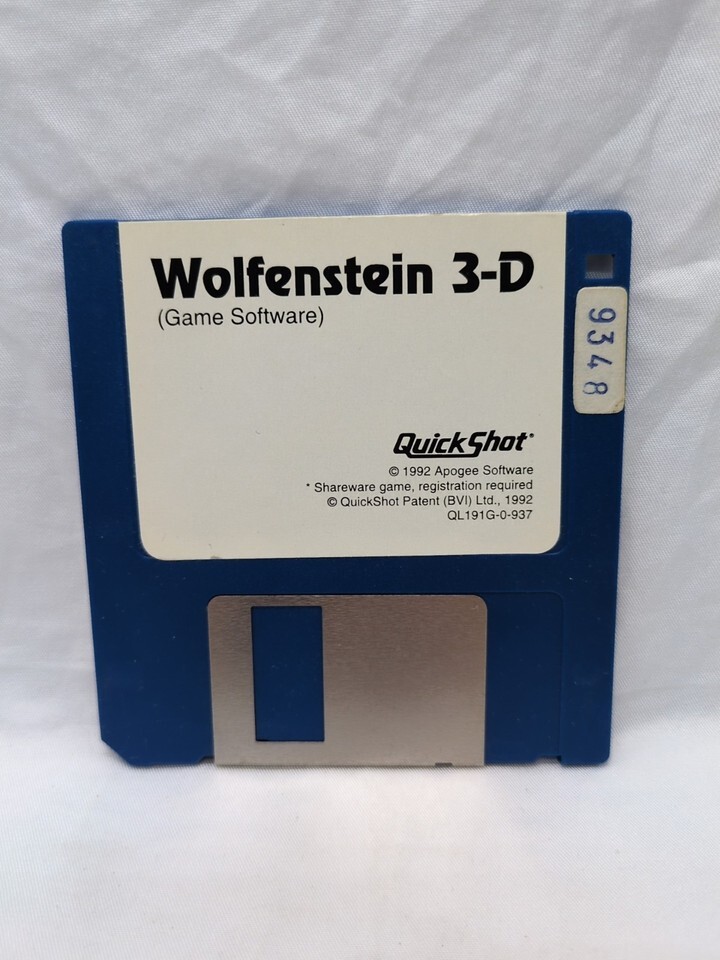 Wolfenstein 3-D
(Game Software)
9348
QuickShot®
© 1992 Apogee Software
* Shareware game, registration required
© QuickShot Patent (BVI) Ltd., 1992
QL191G-0-937